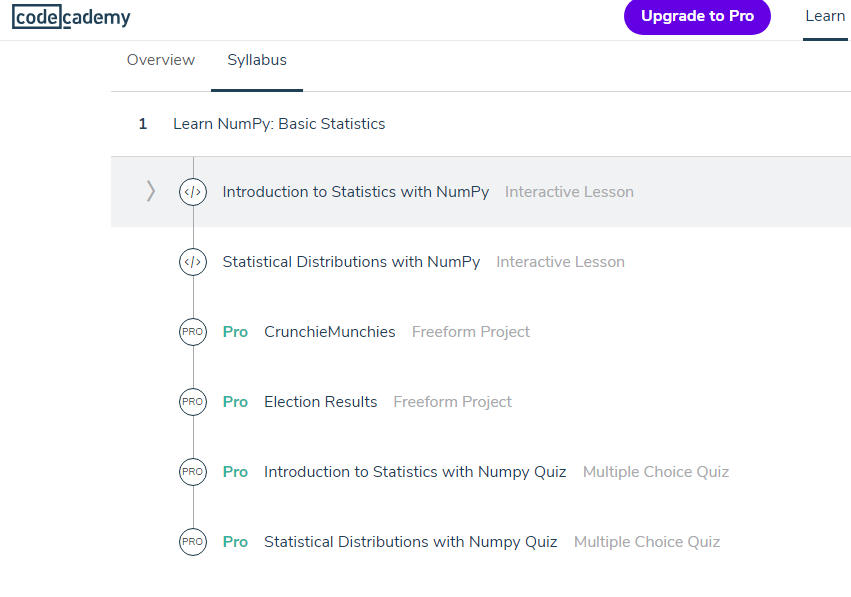 codecademy Upgrade to Pro Learn
Overview Syllabus
1 Learn NumPy: Basic Statistics
</> Introduction to Statistics with NumPy Interactive Lesson
</> Statistical Distributions with NumPy Interactive Lesson
PRO Pro CrunchieMunchies Freeform Project
PRO Pro Election Results Freeform Project
PRO Pro Introduction to Statistics with Numpy Quiz Multiple Choice Quiz
PRO Pro Statistical Distributions with Numpy Quiz Multiple Choice Quiz